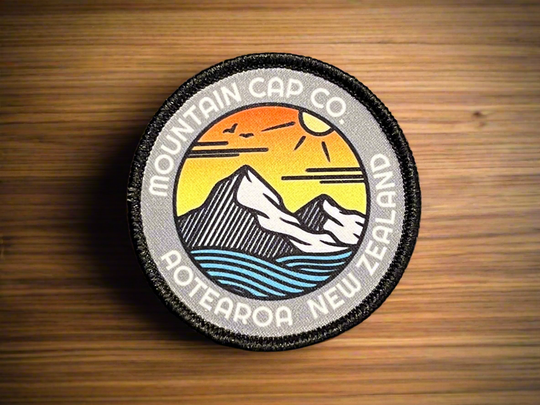 MOUNTAIN CAP CO.
AOTEAROA NEW ZEALAND